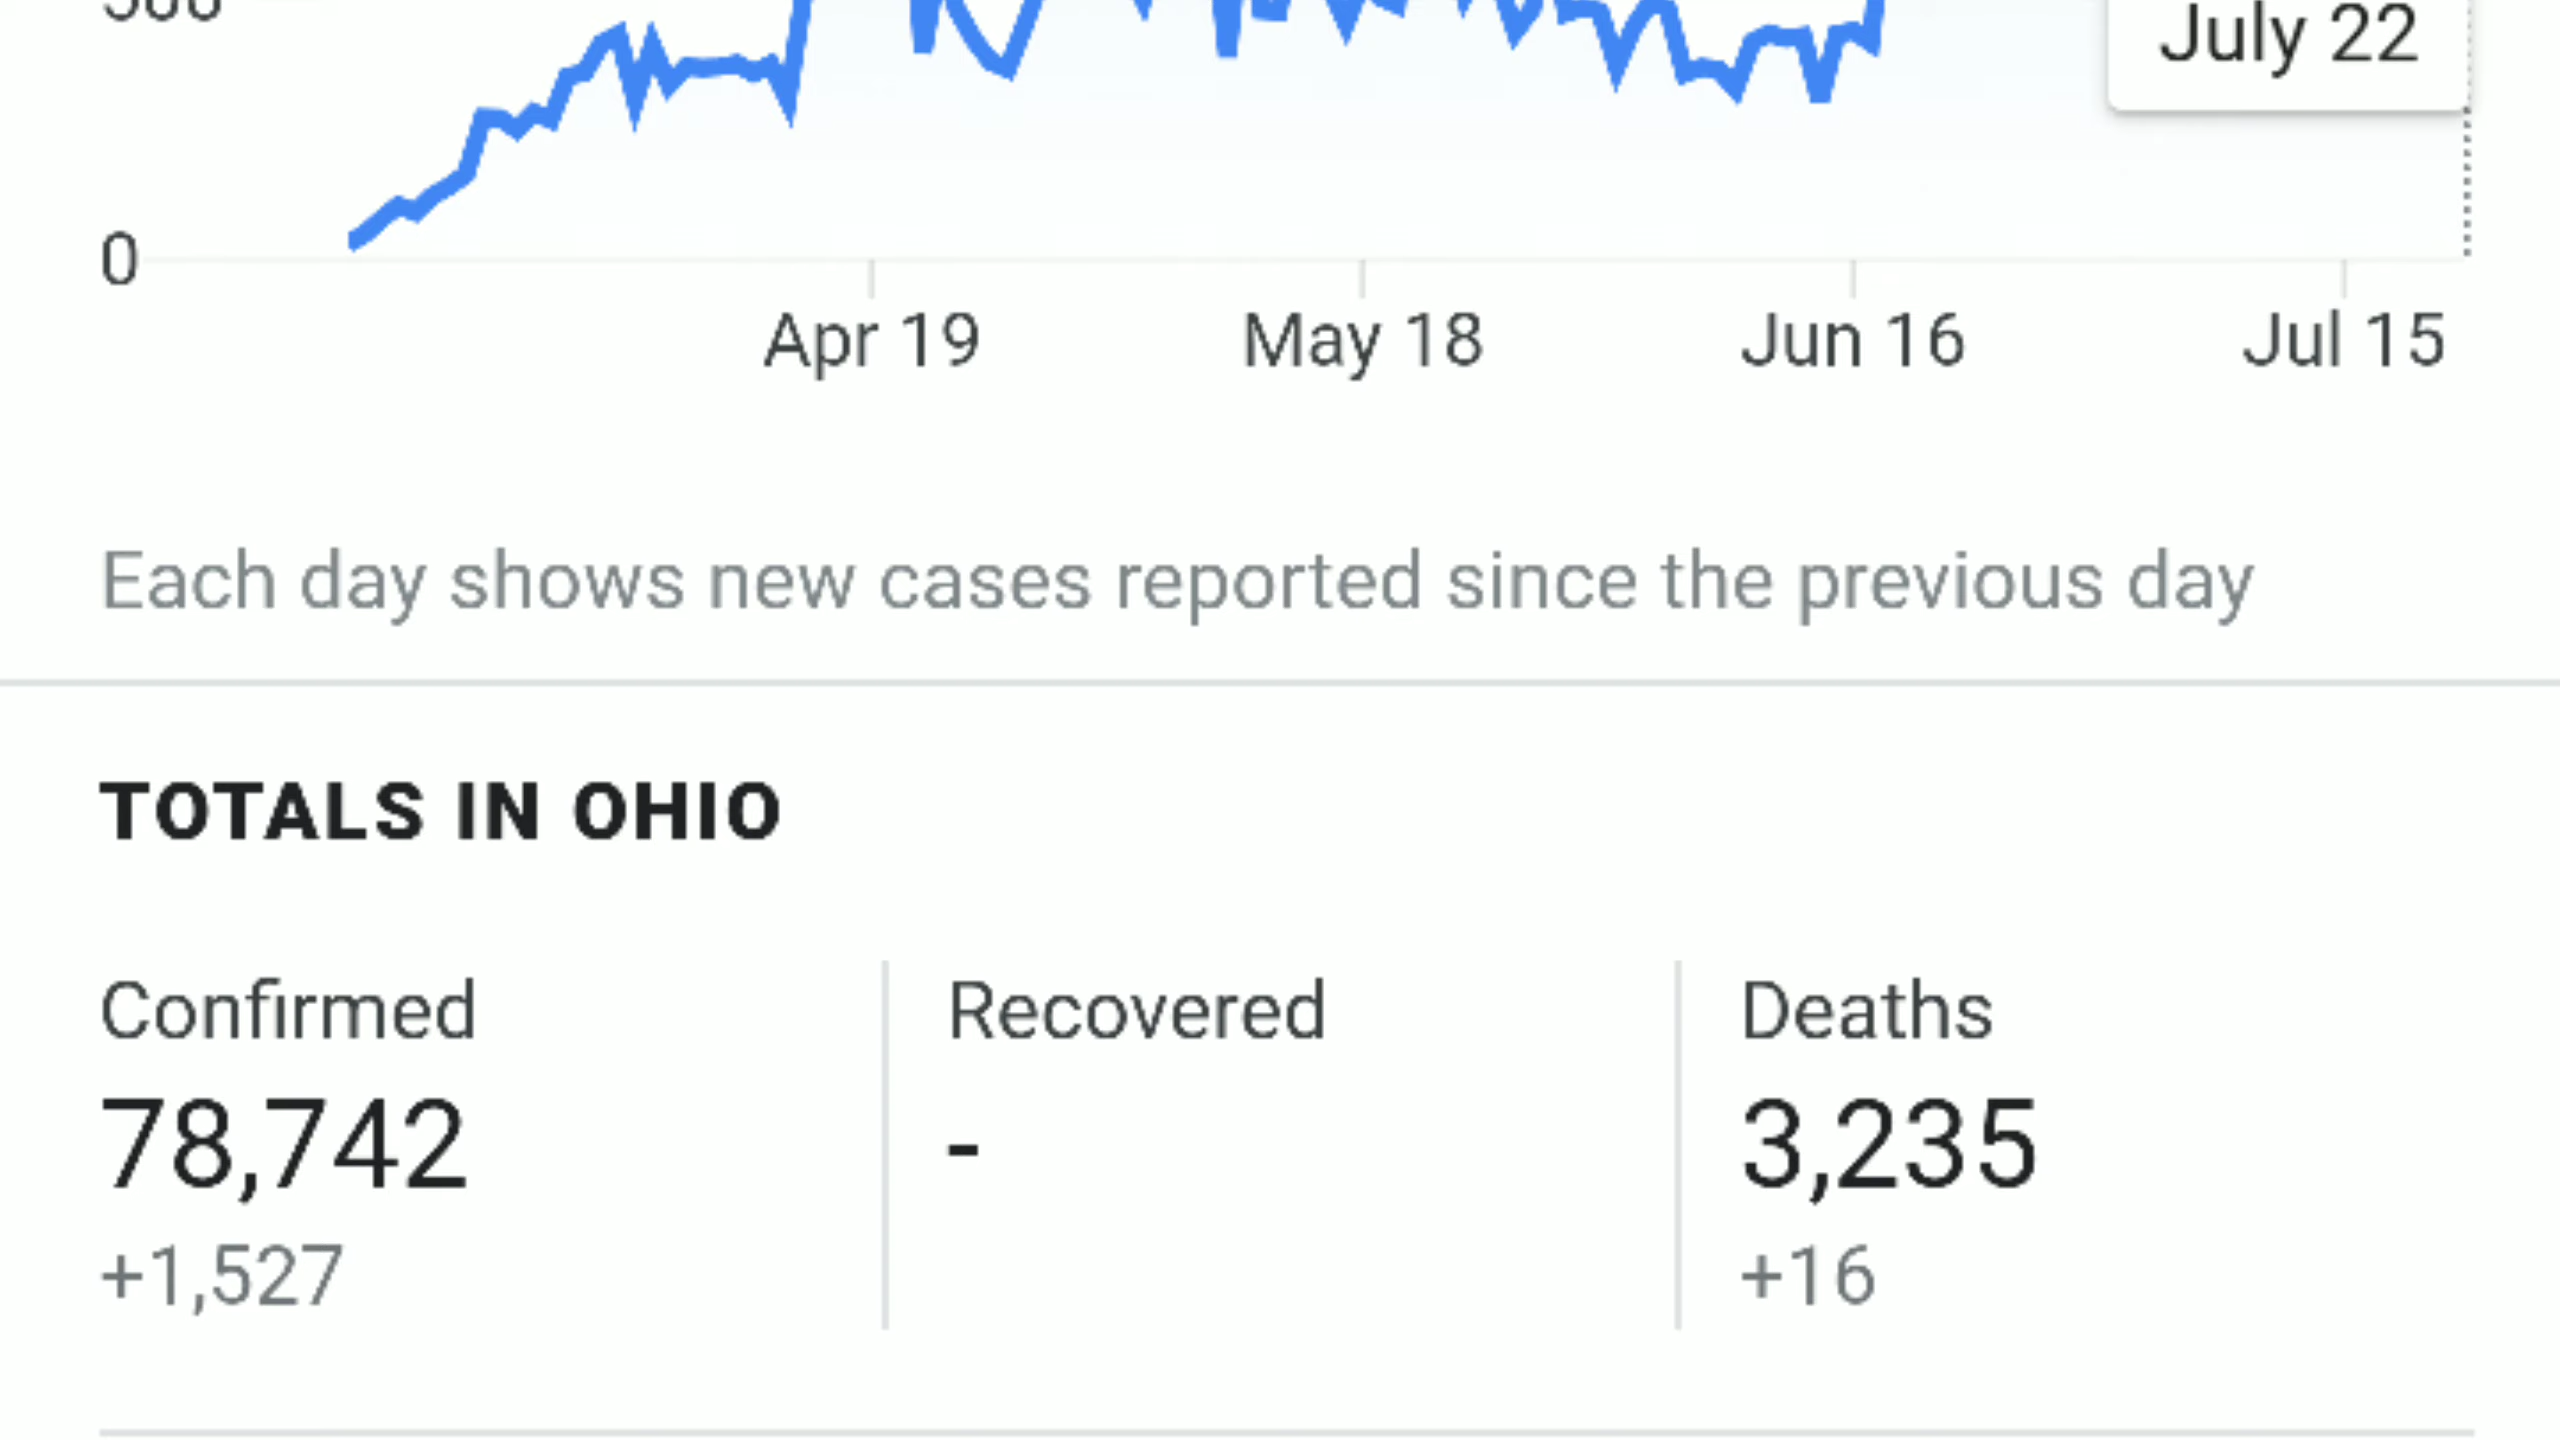 July 22
0
Apr 19 May 18 Jun 16 Jul 15
Each day shows new cases reported since the previous day
TOTALS IN OHIO
Confirmed Recovered Deaths
78,742 - 3,235
+1,527 +16